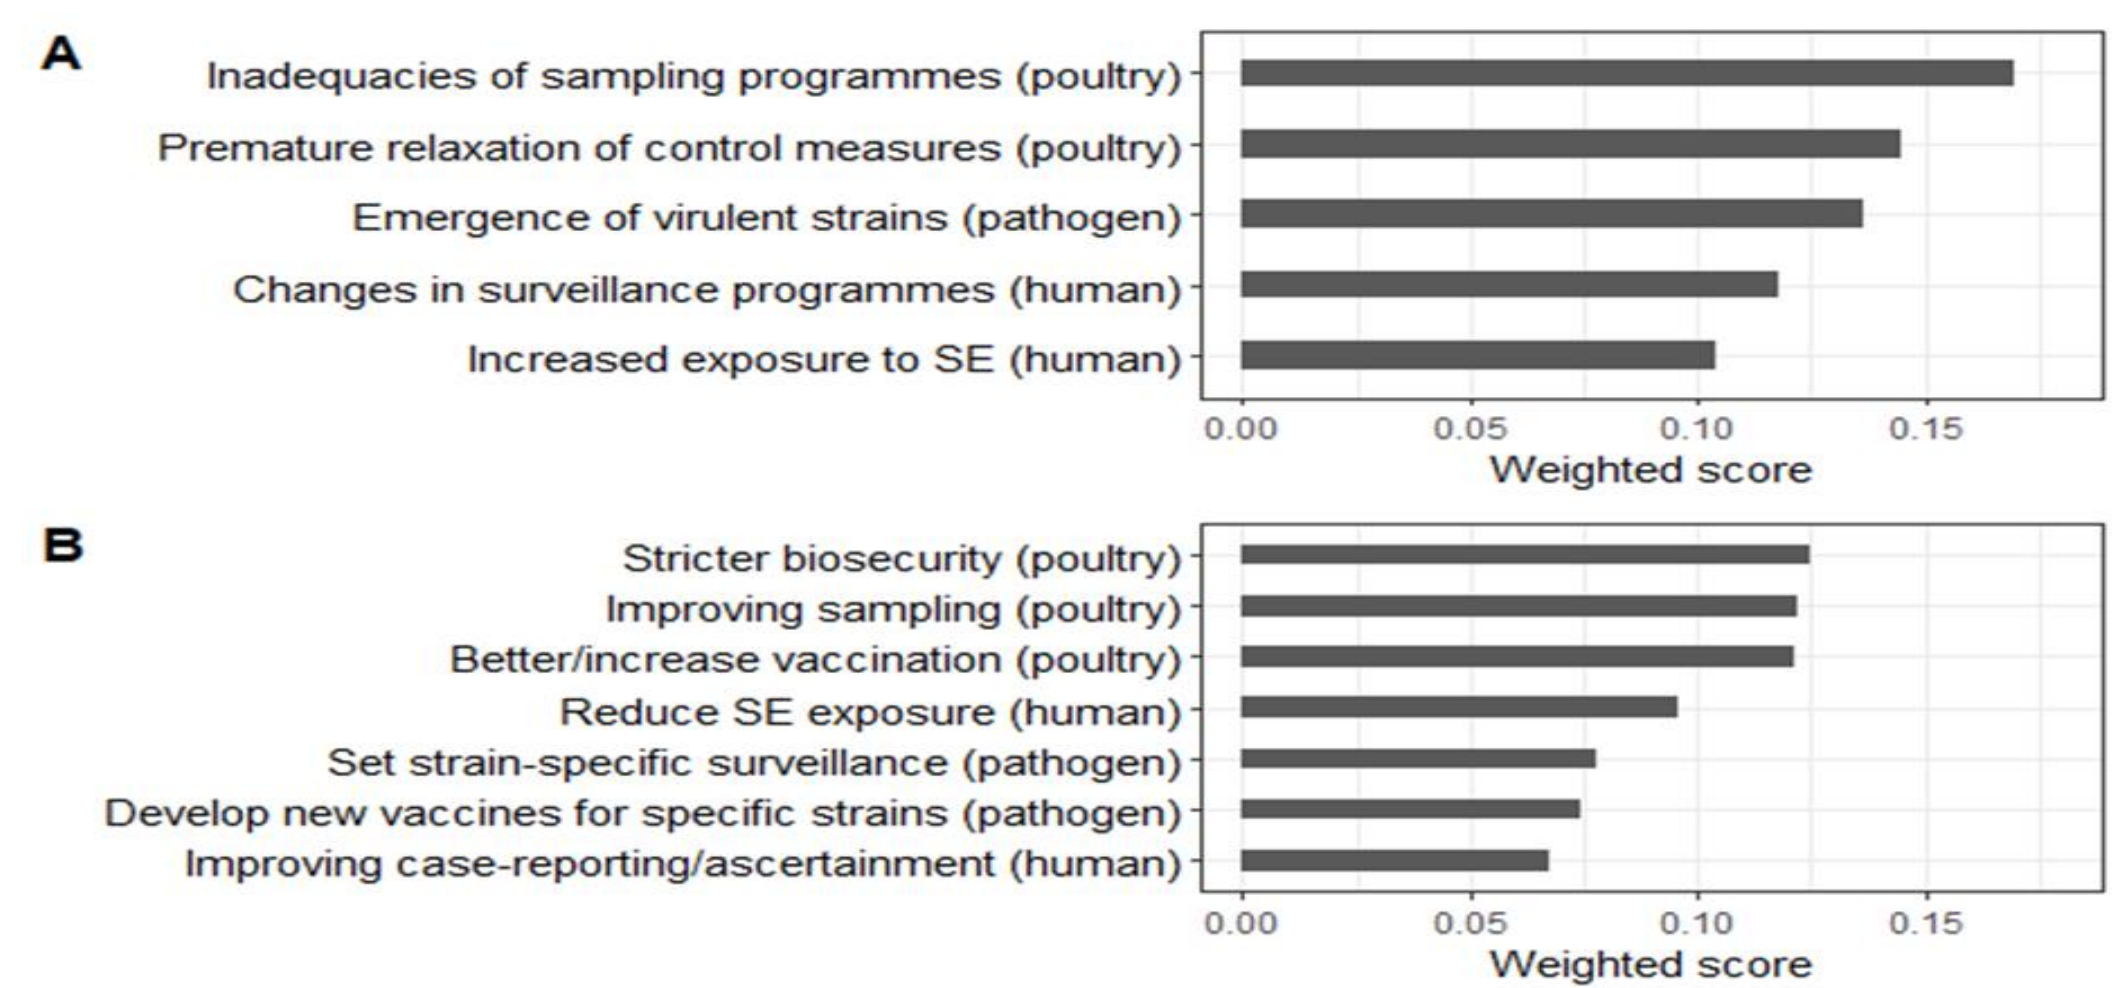 A
Inadequacies of sampling programmes (poultry)
Premature relaxation of control measures (poultry)
Emergence of virulent strains (pathogen)
Changes in surveillance programmes (human)
Increased exposure to SE (human)
0.00 0.05 0.10 0.15
Weighted score
B
Stricter biosecurity (poultry)
Improving sampling (poultry)
Better/increase vaccination (poultry)
Reduce SE exposure (human)
Set strain-specific surveillance (pathogen)
Develop new vaccines for specific strains (pathogen)
Improving case-reporting/ascertainment (human)
0.00 0.05 0.10 0.15
Weighted score